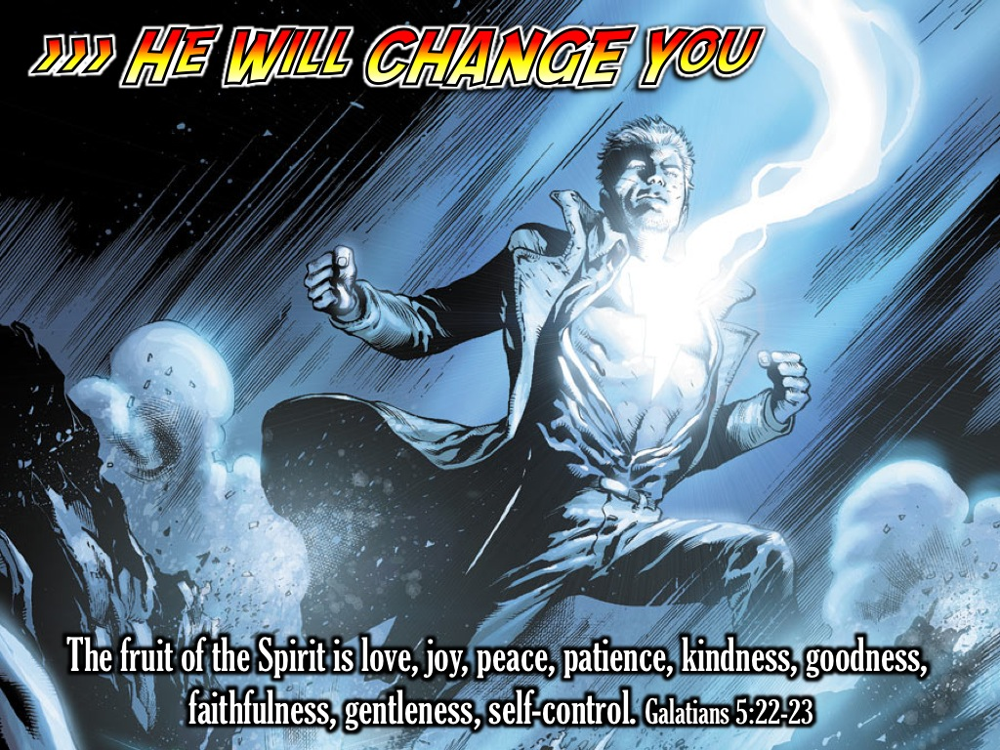 ››› HE WILL CHANGE YOU
The fruit of the Spirit is love, joy, peace, patience, kindness, goodness,
faithfulness, gentleness, self-control. Galatians 5:22-23